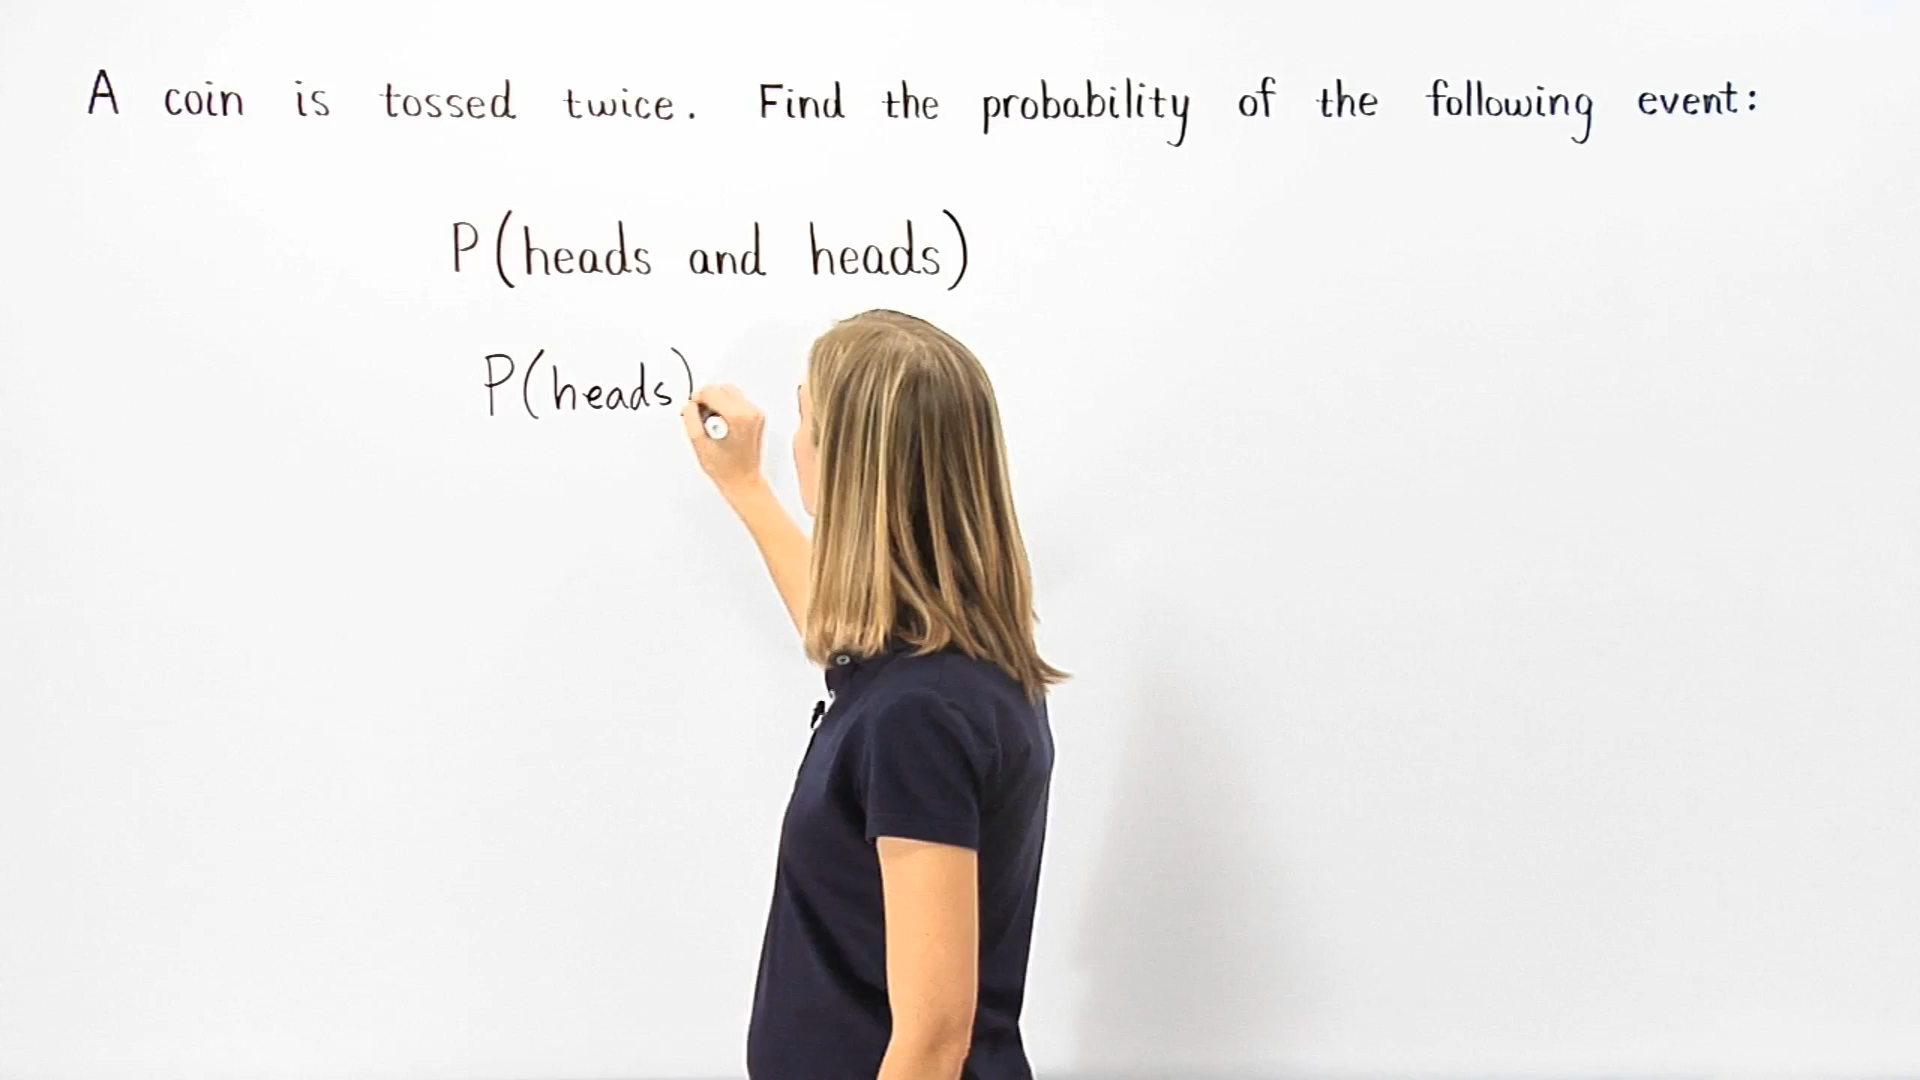 A coin is tossed twice. Find the probability of the following event:
P(heads and heads)
P(heads)